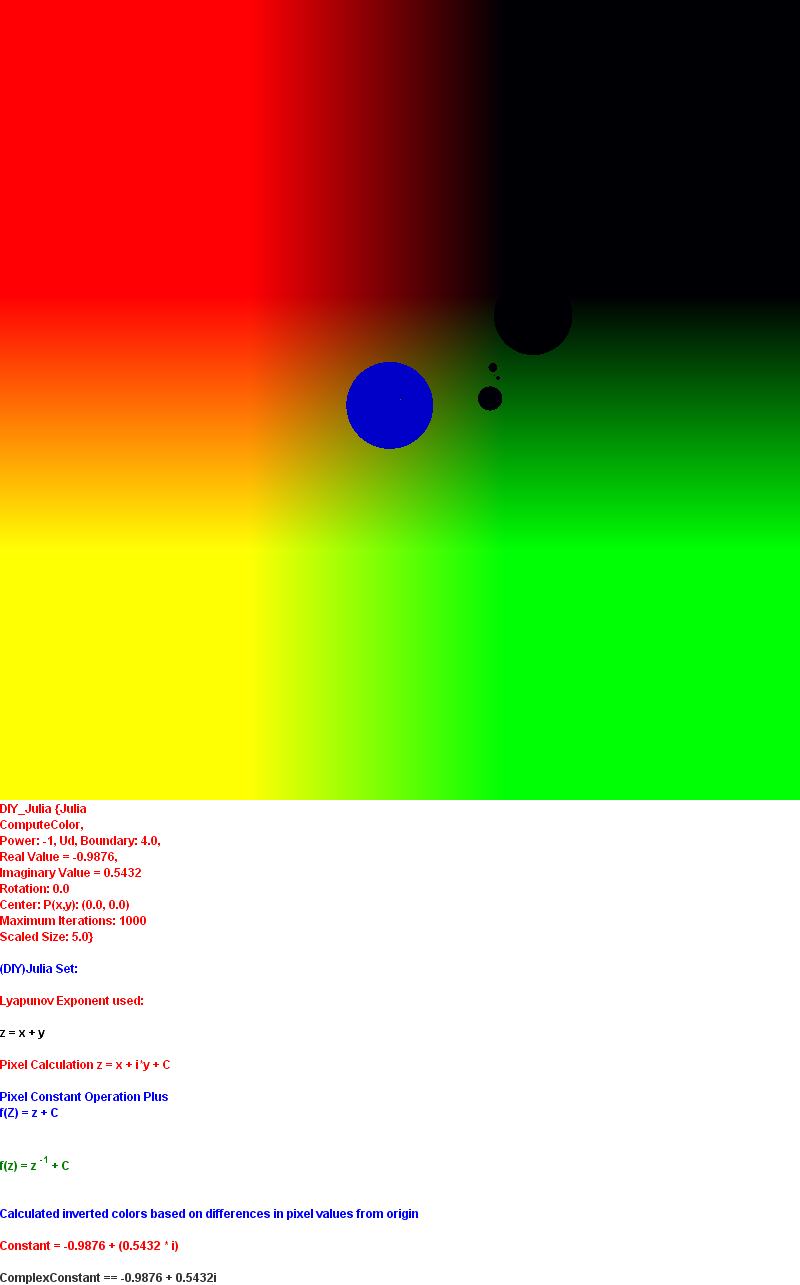 DIY_Julia {Julia
ComputeColor,
Power: -1, Ud, Boundary: 4.0,
Real Value = -0.9876,
Imaginary Value = 0.5432
Rotation: 0.0
Center: P(x,y): (0.0, 0.0)
Maximum Iterations: 1000
Scaled Size: 5.0}
(DIY)Julia Set:
Lyapunov Exponent used:
z = x + y
Pixel Calculation z = x + i*y + C
Pixel Constant Operation Plus
f(Z) = z + C
f(z) = z ⁻¹ + C
Calculated inverted colors based on differences in pixel values from origin
Constant = -0.9876 + (0.5432 * i)
ComplexConstant == -0.9876 + 0.5432i